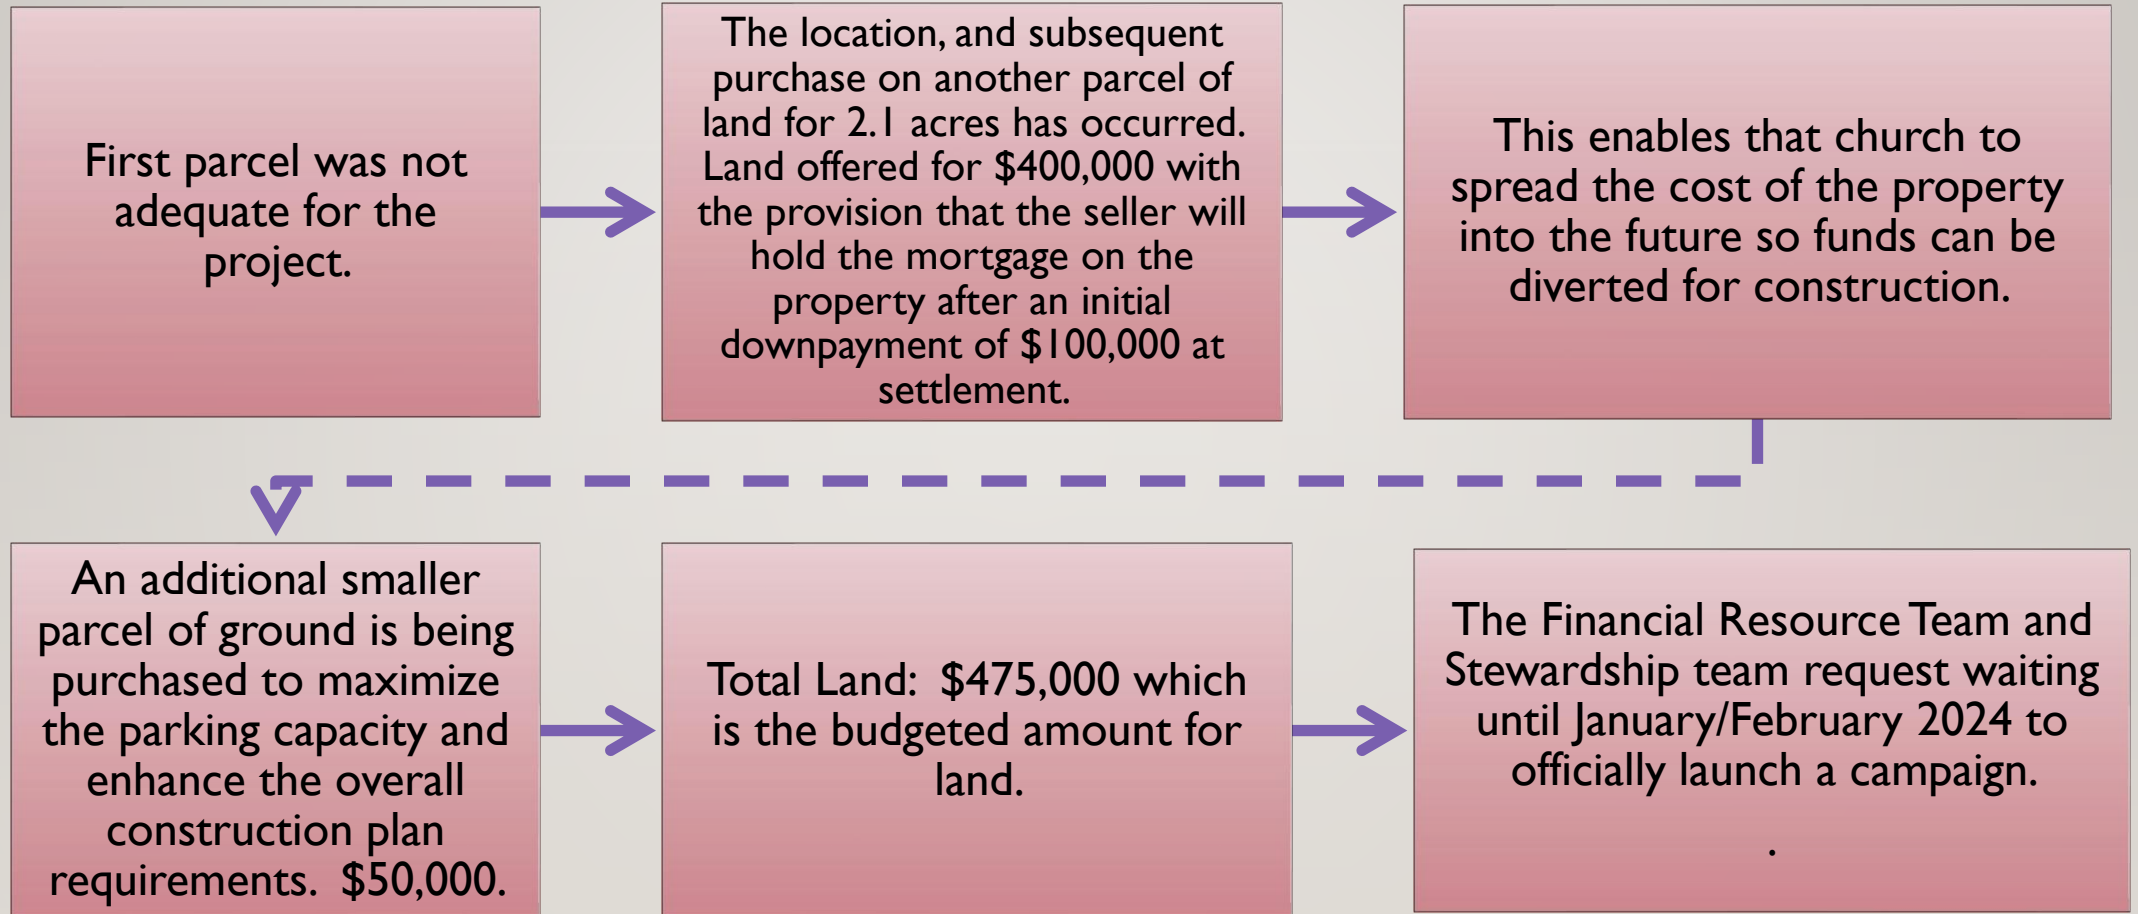 First parcel was not
adequate for the
project.
The location, and subsequent
purchase on another parcel of
land for 2.1 acres has occurred.
Land offered for $400,000 with
the provision that the seller will
hold the mortgage on the
property after an initial
downpayment of $100,000 at
settlement.
This enables that church to
spread the cost of the property
into the future so funds can be
diverted for construction.
An additional smaller
parcel of ground is being
purchased to maximize
the parking capacity and
enhance the overall
construction plan
requirements.  $50,000.
Total Land:  $475,000 which
is the budgeted amount for
land.
The Financial Resource Team and
Stewardship team request waiting
until January/February 2024 to
officially launch a campaign.
.